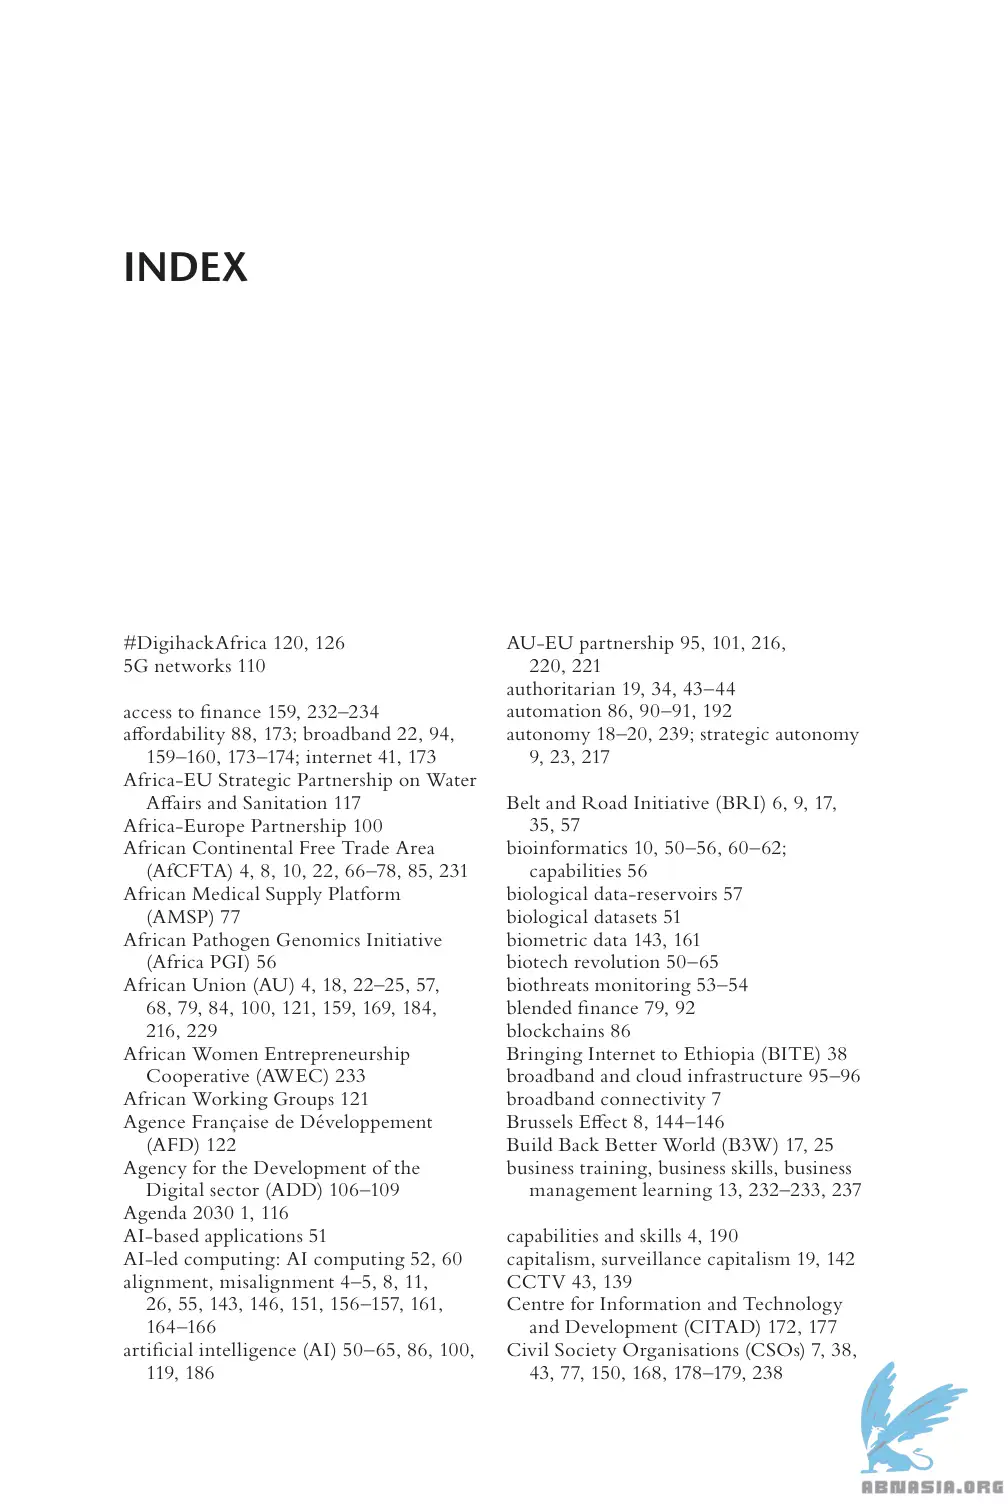 INDEX
#DigihackAfrica 120, 126
5G networks 110
access to finance 159, 232–234
affordability 88, 173; broadband 22, 94,
159–160, 173–174; internet 41, 173
Africa-EU Strategic Partnership on Water
Affairs and Sanitation 117
Africa-Europe Partnership 100
African Continental Free Trade Area
(AfCFTA) 4, 8, 10, 22, 66–78, 85, 231
African Medical Supply Platform
(AMSP) 77
African Pathogen Genomics Initiative
(Africa PGI) 56
African Union (AU) 4, 18, 22–25, 57,
68, 79, 84, 100, 121, 159, 169, 184,
216, 229
African Women Entrepreneurship
Cooperative (AWEC) 233
African Working Groups 121
Agence Française de Développement
(AFD) 122
Agency for the Development of the
Digital sector (ADD) 106–109
Agenda 2030 1, 116
AI-based applications 51
AI-led computing: AI computing 52, 60
alignment, misalignment 4–5, 8, 11,
26, 55, 143, 146, 151, 156–157, 161,
164–166
artificial intelligence (AI) 50–65, 86, 100,
119, 186
AU-EU partnership 95, 101, 216,
220, 221
authoritarian 19, 34, 43–44
automation 86, 90–91, 192
autonomy 18–20, 239; strategic autonomy
9, 23, 217
Belt and Road Initiative (BRI) 6, 9, 17,
35, 57
bioinformatics 10, 50–56, 60–62;
capabilities 56
biological data-reservoirs 57
biological datasets 51
biometric data 143, 161
biotech revolution 50–65
biothreats monitoring 53–54
blended finance 79, 92
blockchains 86
Bringing Internet to Ethiopia (BITE) 38
broadband and cloud infrastructure 95–96
broadband connectivity 7
Brussels Effect 8, 144–146
Build Back Better World (B3W) 17, 25
business training, business skills, business
management learning 13, 232–233, 237
capabilities and skills 4, 190
capitalism, surveillance capitalism 19, 142
CCTV 43, 139
Centre for Information and Technology
and Development (CITAD) 172, 177
Civil Society Organisations (CSOs) 7, 38,
43, 77, 150, 168, 178–179, 238
ABNASIA.ORG